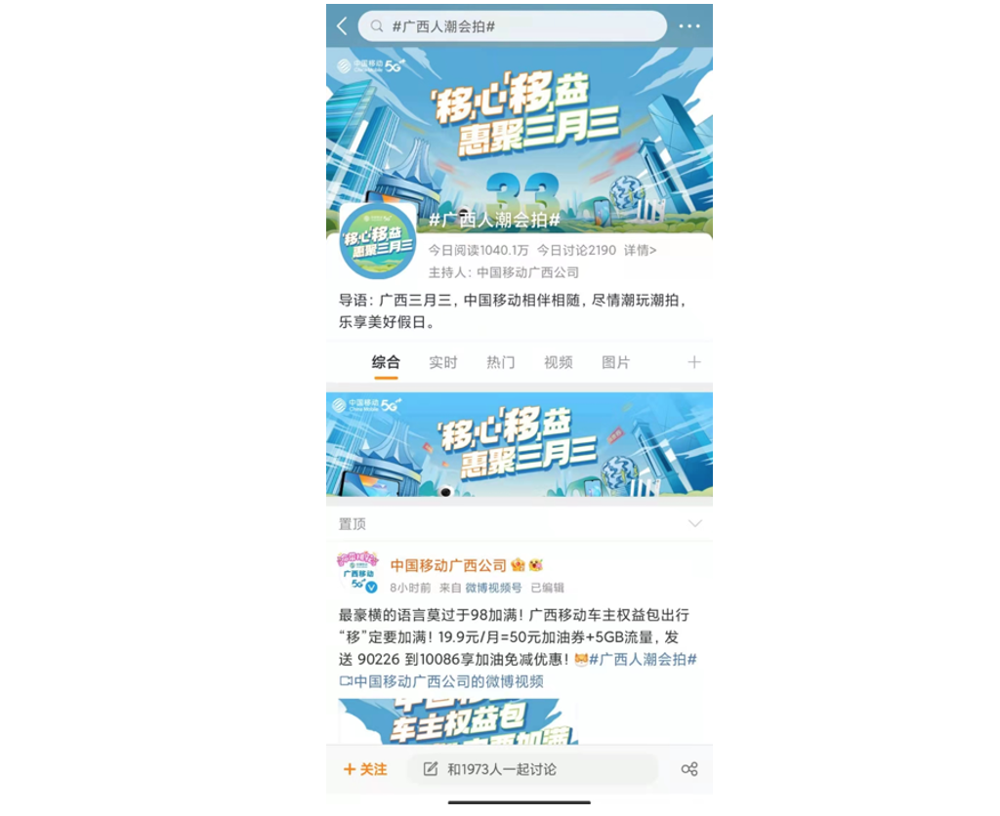 #广西人潮会拍#
中国移动 China Mobile 5G+
“移心”移益
惠聚三月三
33
#广西人潮会拍#
移心移益
惠聚三月三
今日阅读1040.1万 今日讨论2190 详情>
主持人：中国移动广西公司
导语：广西三月三，中国移动相伴相随，尽情潮玩潮拍，
乐享美好假日。
综合 实时 热门 视频 图片 +
中国移动 China Mobile 5G+
“移心”移益
惠聚三月三
置顶
广西移动
5G
中国移动广西公司
8小时前 来自 微博视频号 已编辑
最豪横的语言莫过于98加满！广西移动车主权益包出行
“移”定要加满！19.9元/月=50元加油券+5GB流量，发
送 90226 到10086享加油免减优惠！#广西人潮会拍#
中国移动广西公司的微博视频
车主权益包
+ 关注 和1973人一起讨论